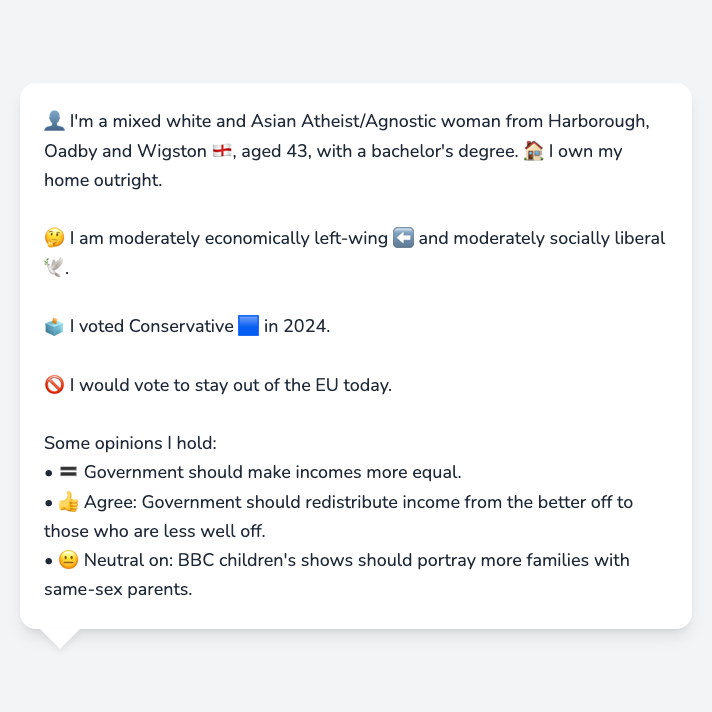 👤 I'm a mixed white and Asian Atheist/Agnostic woman from Harborough,
Oadby and Wigston 🏴󠁧󠁢󠁥󠁮󠁧󠁿, aged 43, with a bachelor's degree. 🏠 I own my
home outright.
🤔 I am moderately economically left-wing ⬅️ and moderately socially liberal
🕊️.
🗳️ I voted Conservative 🟦 in 2024.
🚫 I would vote to stay out of the EU today.
Some opinions I hold:
• 🟰 Government should make incomes more equal.
• 👍 Agree: Government should redistribute income from the better off to
those who are less well off.
• 😐 Neutral on: BBC children's shows should portray more families with
same-sex parents.